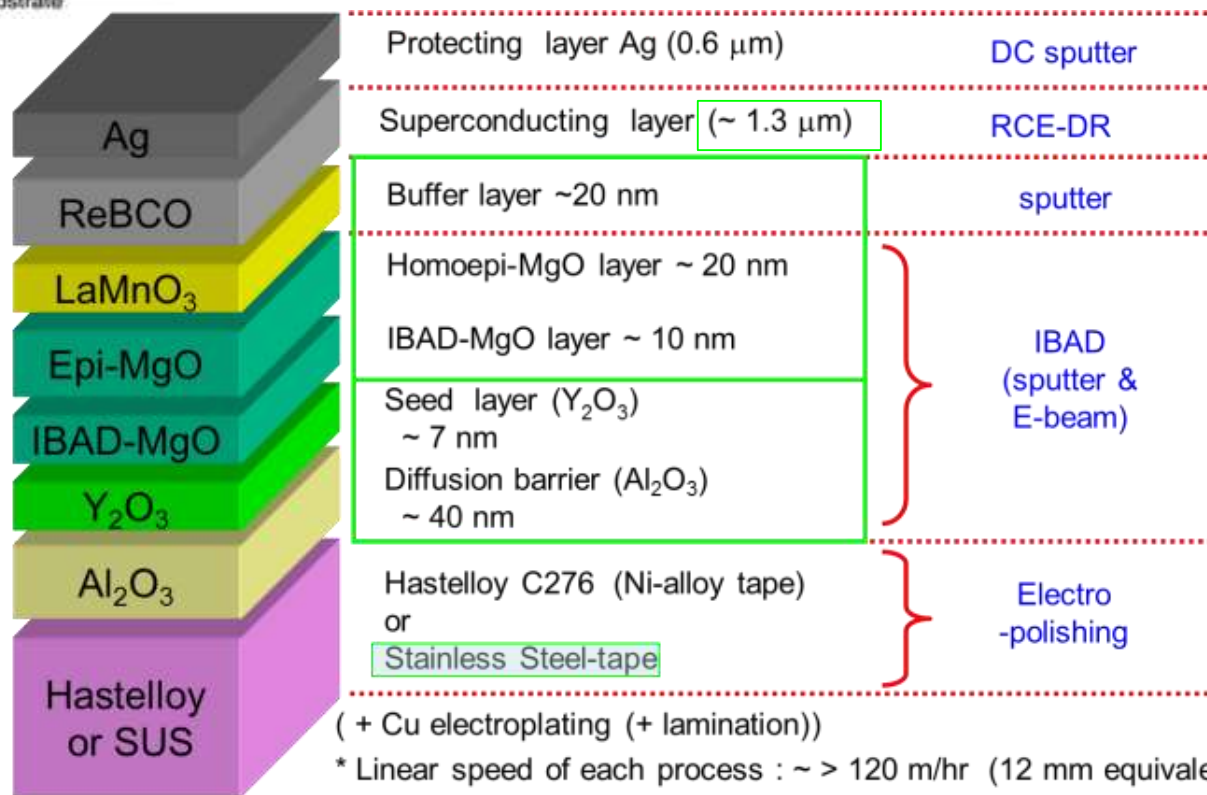 Protecting layer Ag (0.6 μm)
DC sputter
Ag
Superconducting layer (~ 1.3 μm)
RCE-DR
ReBCO
Buffer layer ~20 nm
sputter
LaMnO₃
Homoepi-MgO layer ~ 20 nm
Epi-MgO
IBAD-MgO layer ~ 10 nm
IBAD
(sputter &
E-beam)
IBAD-MgO
Seed layer (Y₂O₃)
~ 7 nm
Y₂O₃
Diffusion barrier (Al₂O₃)
~ 40 nm
Al₂O₃
Hastelloy C276 (Ni-alloy tape)
or
Stainless Steel-tape
Electro
-polishing
Hastelloy
or SUS
( + Cu electroplating (+ lamination))
* Linear speed of each process : ~ > 120 m/hr (12 mm equivale